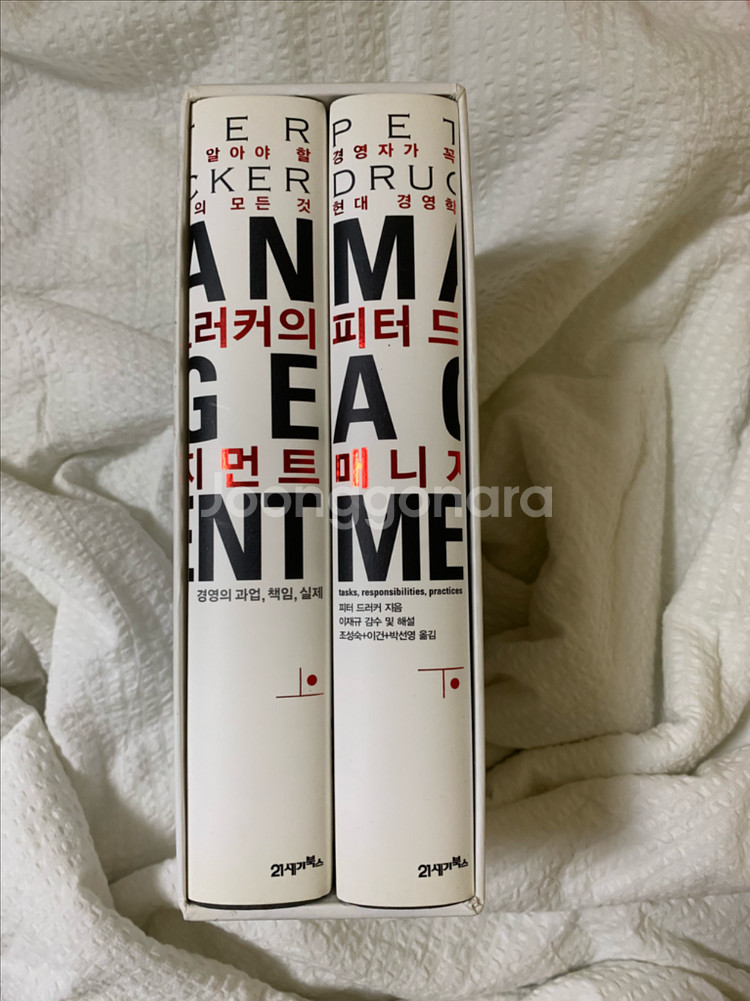 TER
알아야 할
CKER
의 모든 것
AN
러커의
GE
지먼트
ENT
경영의 과업, 책임, 실제
上
21세기북스
PET
경영자가 꼭
DRUC
현대 경영학
MA
피터 드
AG
매니지
ME
tasks, responsibilities, practices
피터 드러커 지음
이재규 감수 및 해설
조성숙+이건+박선영 옮김
下
21세기북스
Joonggonara